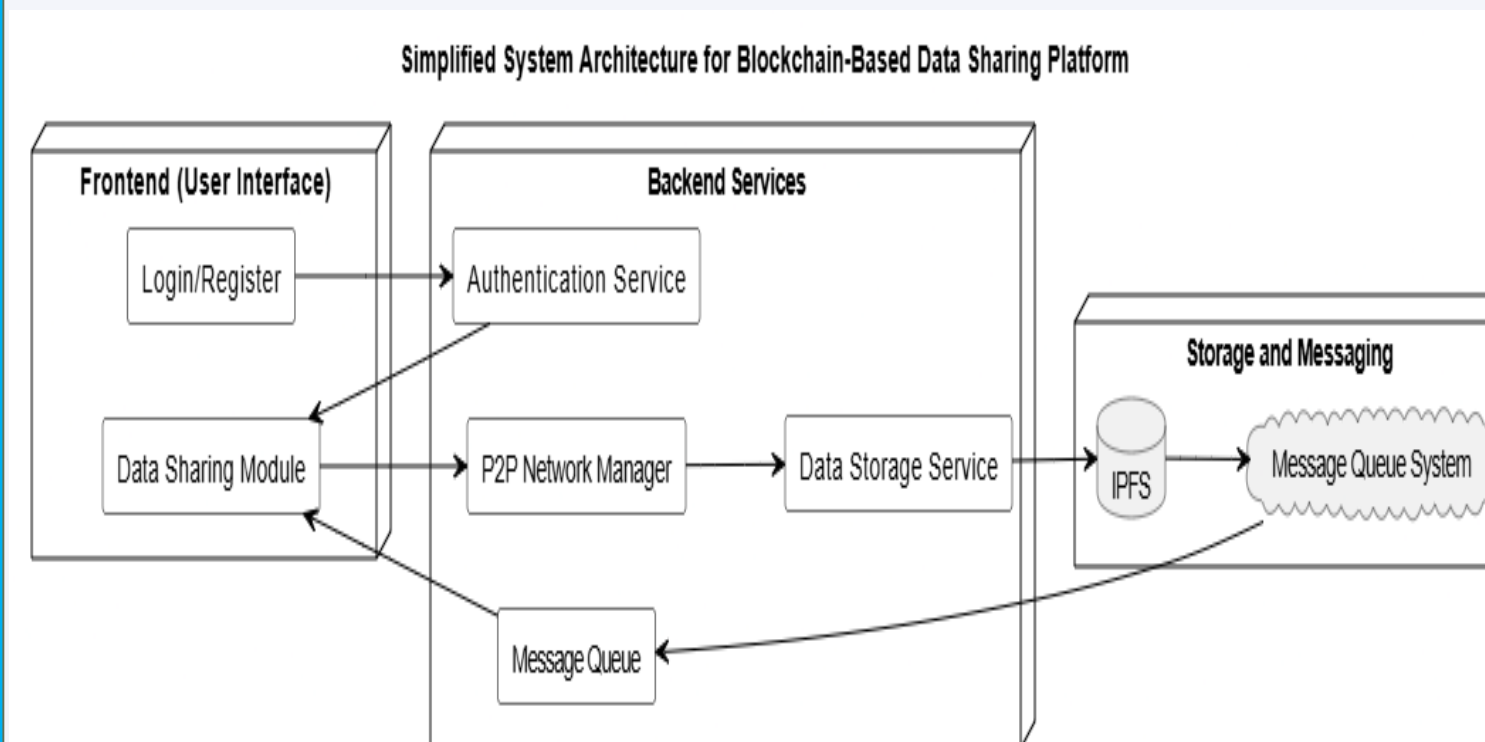 Simplified System Architecture for Blockchain-Based Data Sharing Platform
Frontend (User Interface)
Login/Register
Data Sharing Module
Backend Services
Authentication Service
P2P Network Manager
Data Storage Service
Message Queue
Storage and Messaging
IPFS
Message Queue System